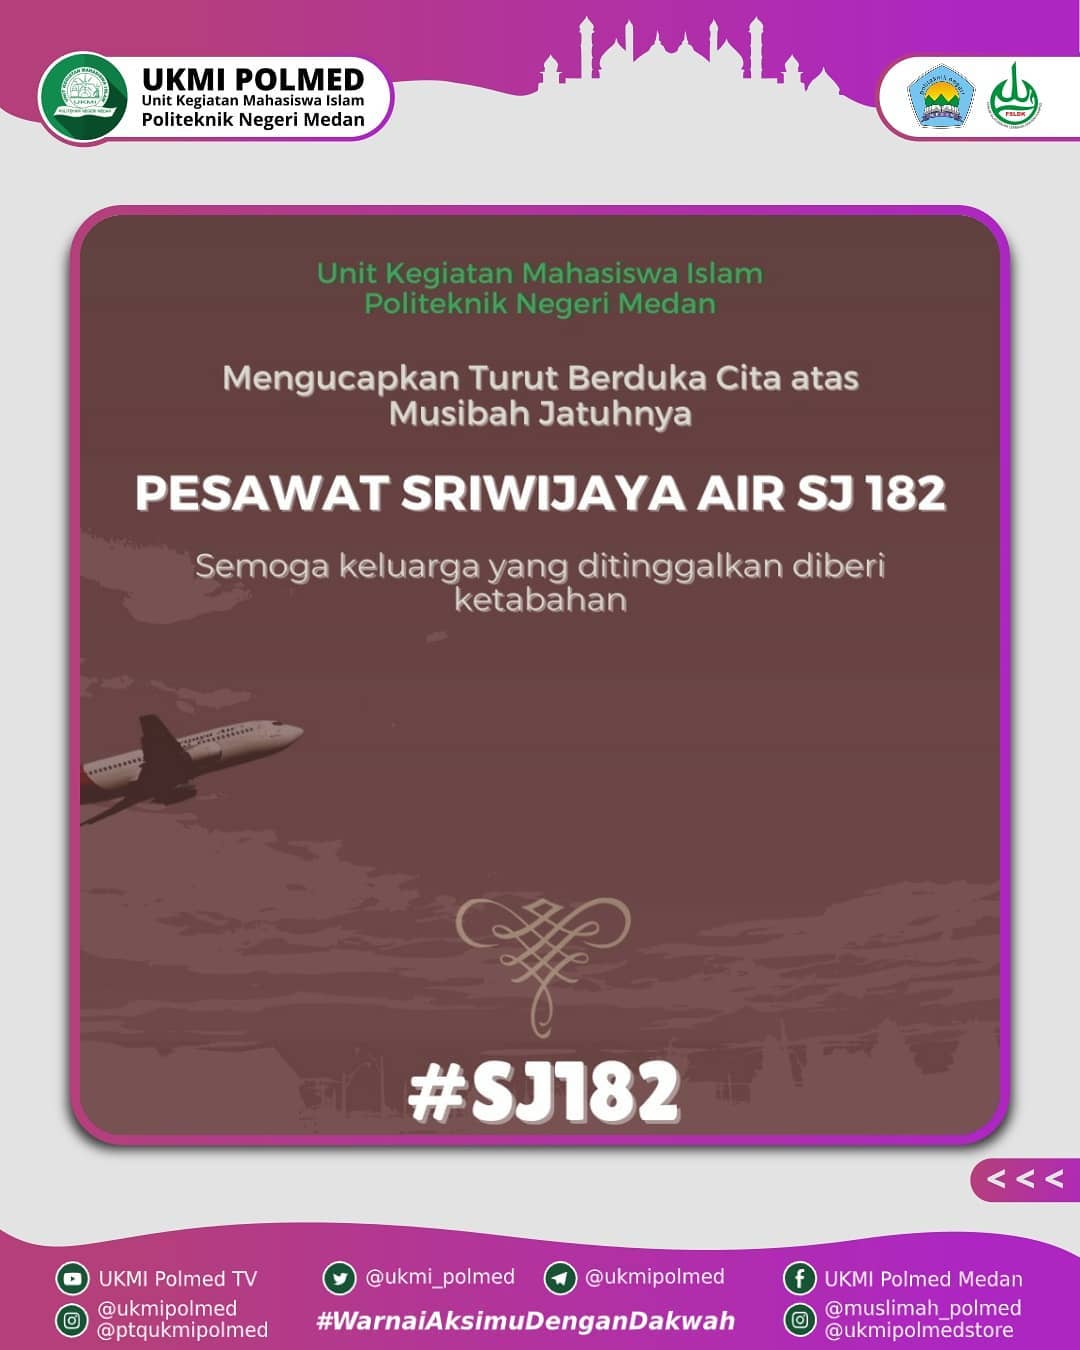 UKMI POLMED
Unit Kegiatan Mahasiswa Islam
Politeknik Negeri Medan
UKMI
FSLDK
Unit Kegiatan Mahasiswa Islam
Politeknik Negeri Medan
Mengucapkan Turut Berduka Cita atas
Musibah Jatuhnya
PESAWAT SRIWIJAYA AIR SJ 182
Semoga keluarga yang ditinggalkan diberi
ketabahan
#SJ182
<<<
UKMI Polmed TV
@ukmi_polmed
@ukmipolmed
UKMI Polmed Medan
@ukmipolmed
@ptqukmipolmed
#WarnaiAksimuDenganDakwah
@muslimah_polmed
@ukmipolmedstore